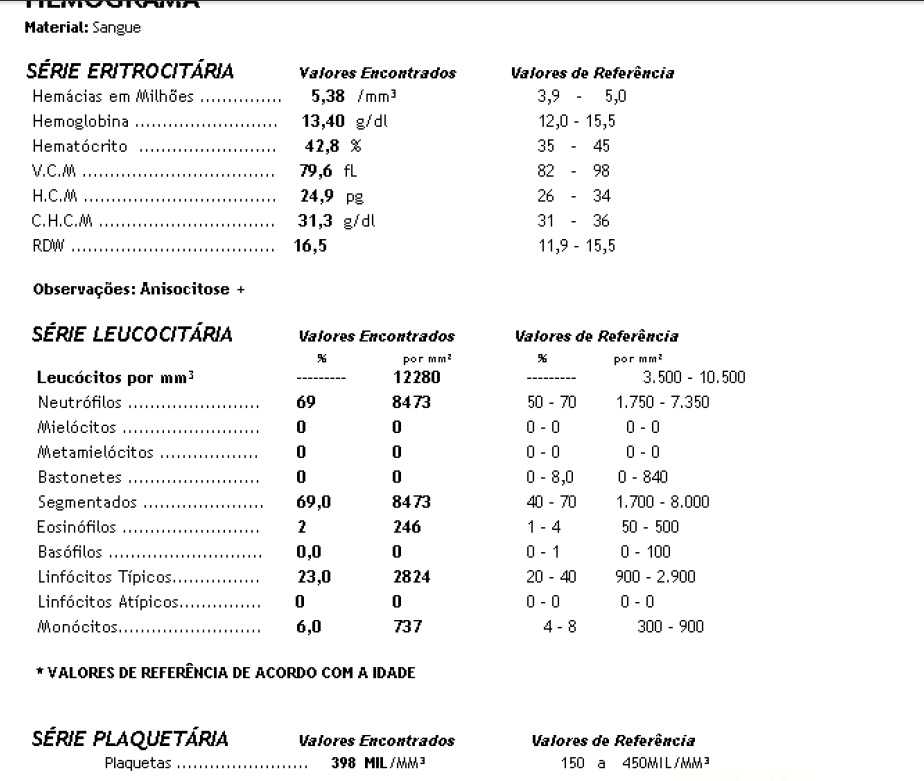 HEMOGRAMA
Material: Sangue
SÉRIE ERITROCITÁRIA Valores Encontrados Valores de Referência
Hemácias em Milhões ............... 5,38 /mm³ 3,9 - 5,0
Hemoglobina .......................... 13,40 g/dl 12,0 - 15,5
Hematócrito ......................... 42,8 % 35 - 45
V.C.M ................................... 79,6 fL 82 - 98
H.C.M ................................... 24,9 pg 26 - 34
C.H.C.M ................................ 31,3 g/dl 31 - 36
RDW ..................................... 16,5 11,9 - 15,5
Observações: Anisocitose +
SÉRIE LEUCOCITÁRIA Valores Encontrados Valores de Referência
% por mm² % por mm²
Leucócitos por mm³ --------- 12280 --------- 3.500 - 10.500
Neutrófilos ........................ 69 8473 50 - 70 1.750 - 7.350
Mielócitos ......................... 0 0 0 - 0 0 - 0
Metamielócitos .................. 0 0 0 - 0 0 - 0
Bastonetes ......................... 0 0 0 - 8,0 0 - 840
Segmentados ...................... 69,0 8473 40 - 70 1.700 - 8.000
Eosinófilos ......................... 2 246 1 - 4 50 - 500
Basófilos ............................ 0,0 0 0 - 1 0 - 100
Linfócitos Típicos................ 23,0 2824 20 - 40 900 - 2.900
Linfócitos Atípicos............... 0 0 0 - 0 0 - 0
Monócitos.......................... 6,0 737 4 - 8 300 - 900
* VALORES DE REFERÊNCIA DE ACORDO COM A IDADE
SÉRIE PLAQUETÁRIA Valores Encontrados Valores de Referência
Plaquetas ........................ 398 MIL/MM³ 150 a 450MIL/MM³